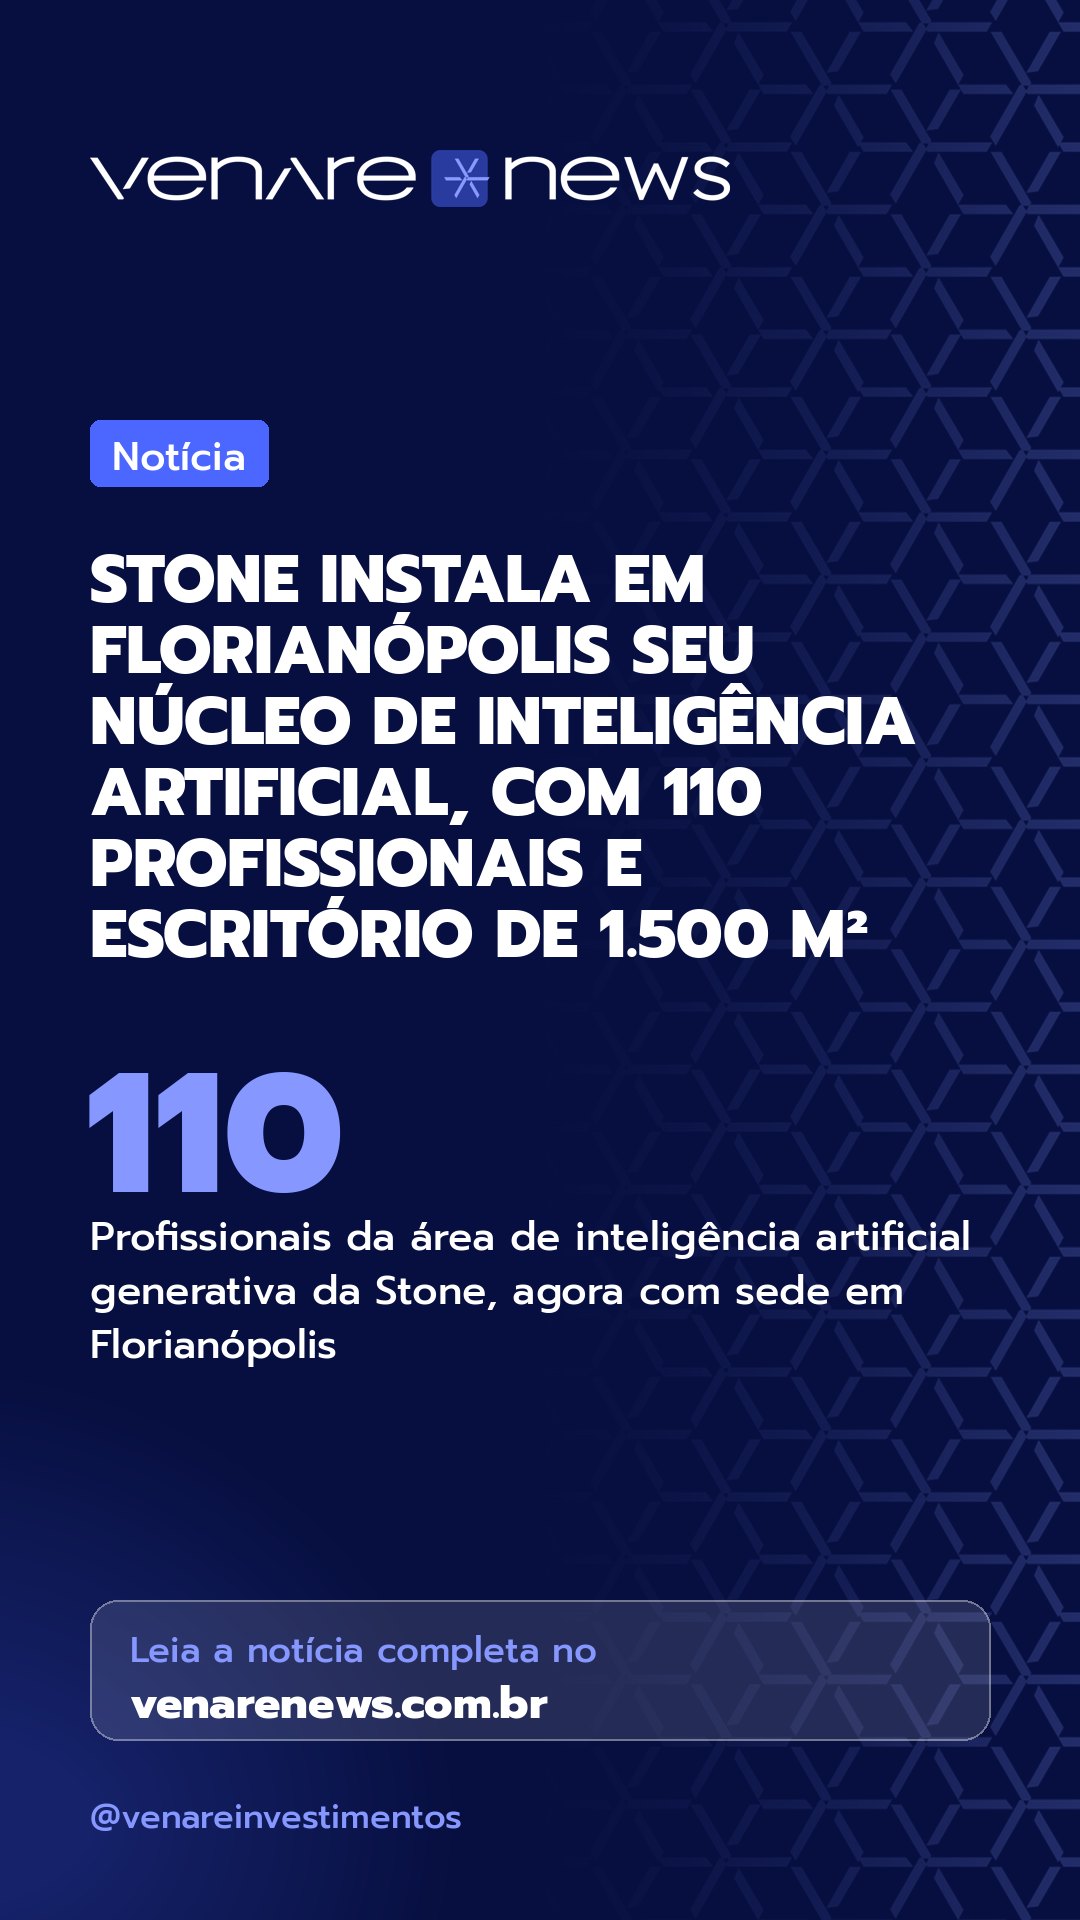 venare news
Notícia
STONE INSTALA EM
FLORIANÓPOLIS SEU
NÚCLEO DE INTELIGÊNCIA
ARTIFICIAL, COM 110
PROFISSIONAIS E
ESCRITÓRIO DE 1.500 M²
110
Profissionais da área de inteligência artificial
generativa da Stone, agora com sede em
Florianópolis
Leia a notícia completa no
venarenews.com.br
@venareinvestimentos